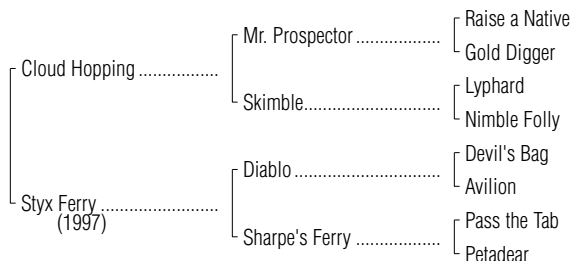 Raise a Native
Mr. Prospector ...................
Gold Digger
Cloud Hopping ..................
Lyphard
Skimble...............................
Nimble Folly
Devil's Bag
Diablo .................................
Avilion
Styx Ferry ..........................
(1997)
Pass the Tab
Sharpe's Ferry ...................
Petadear